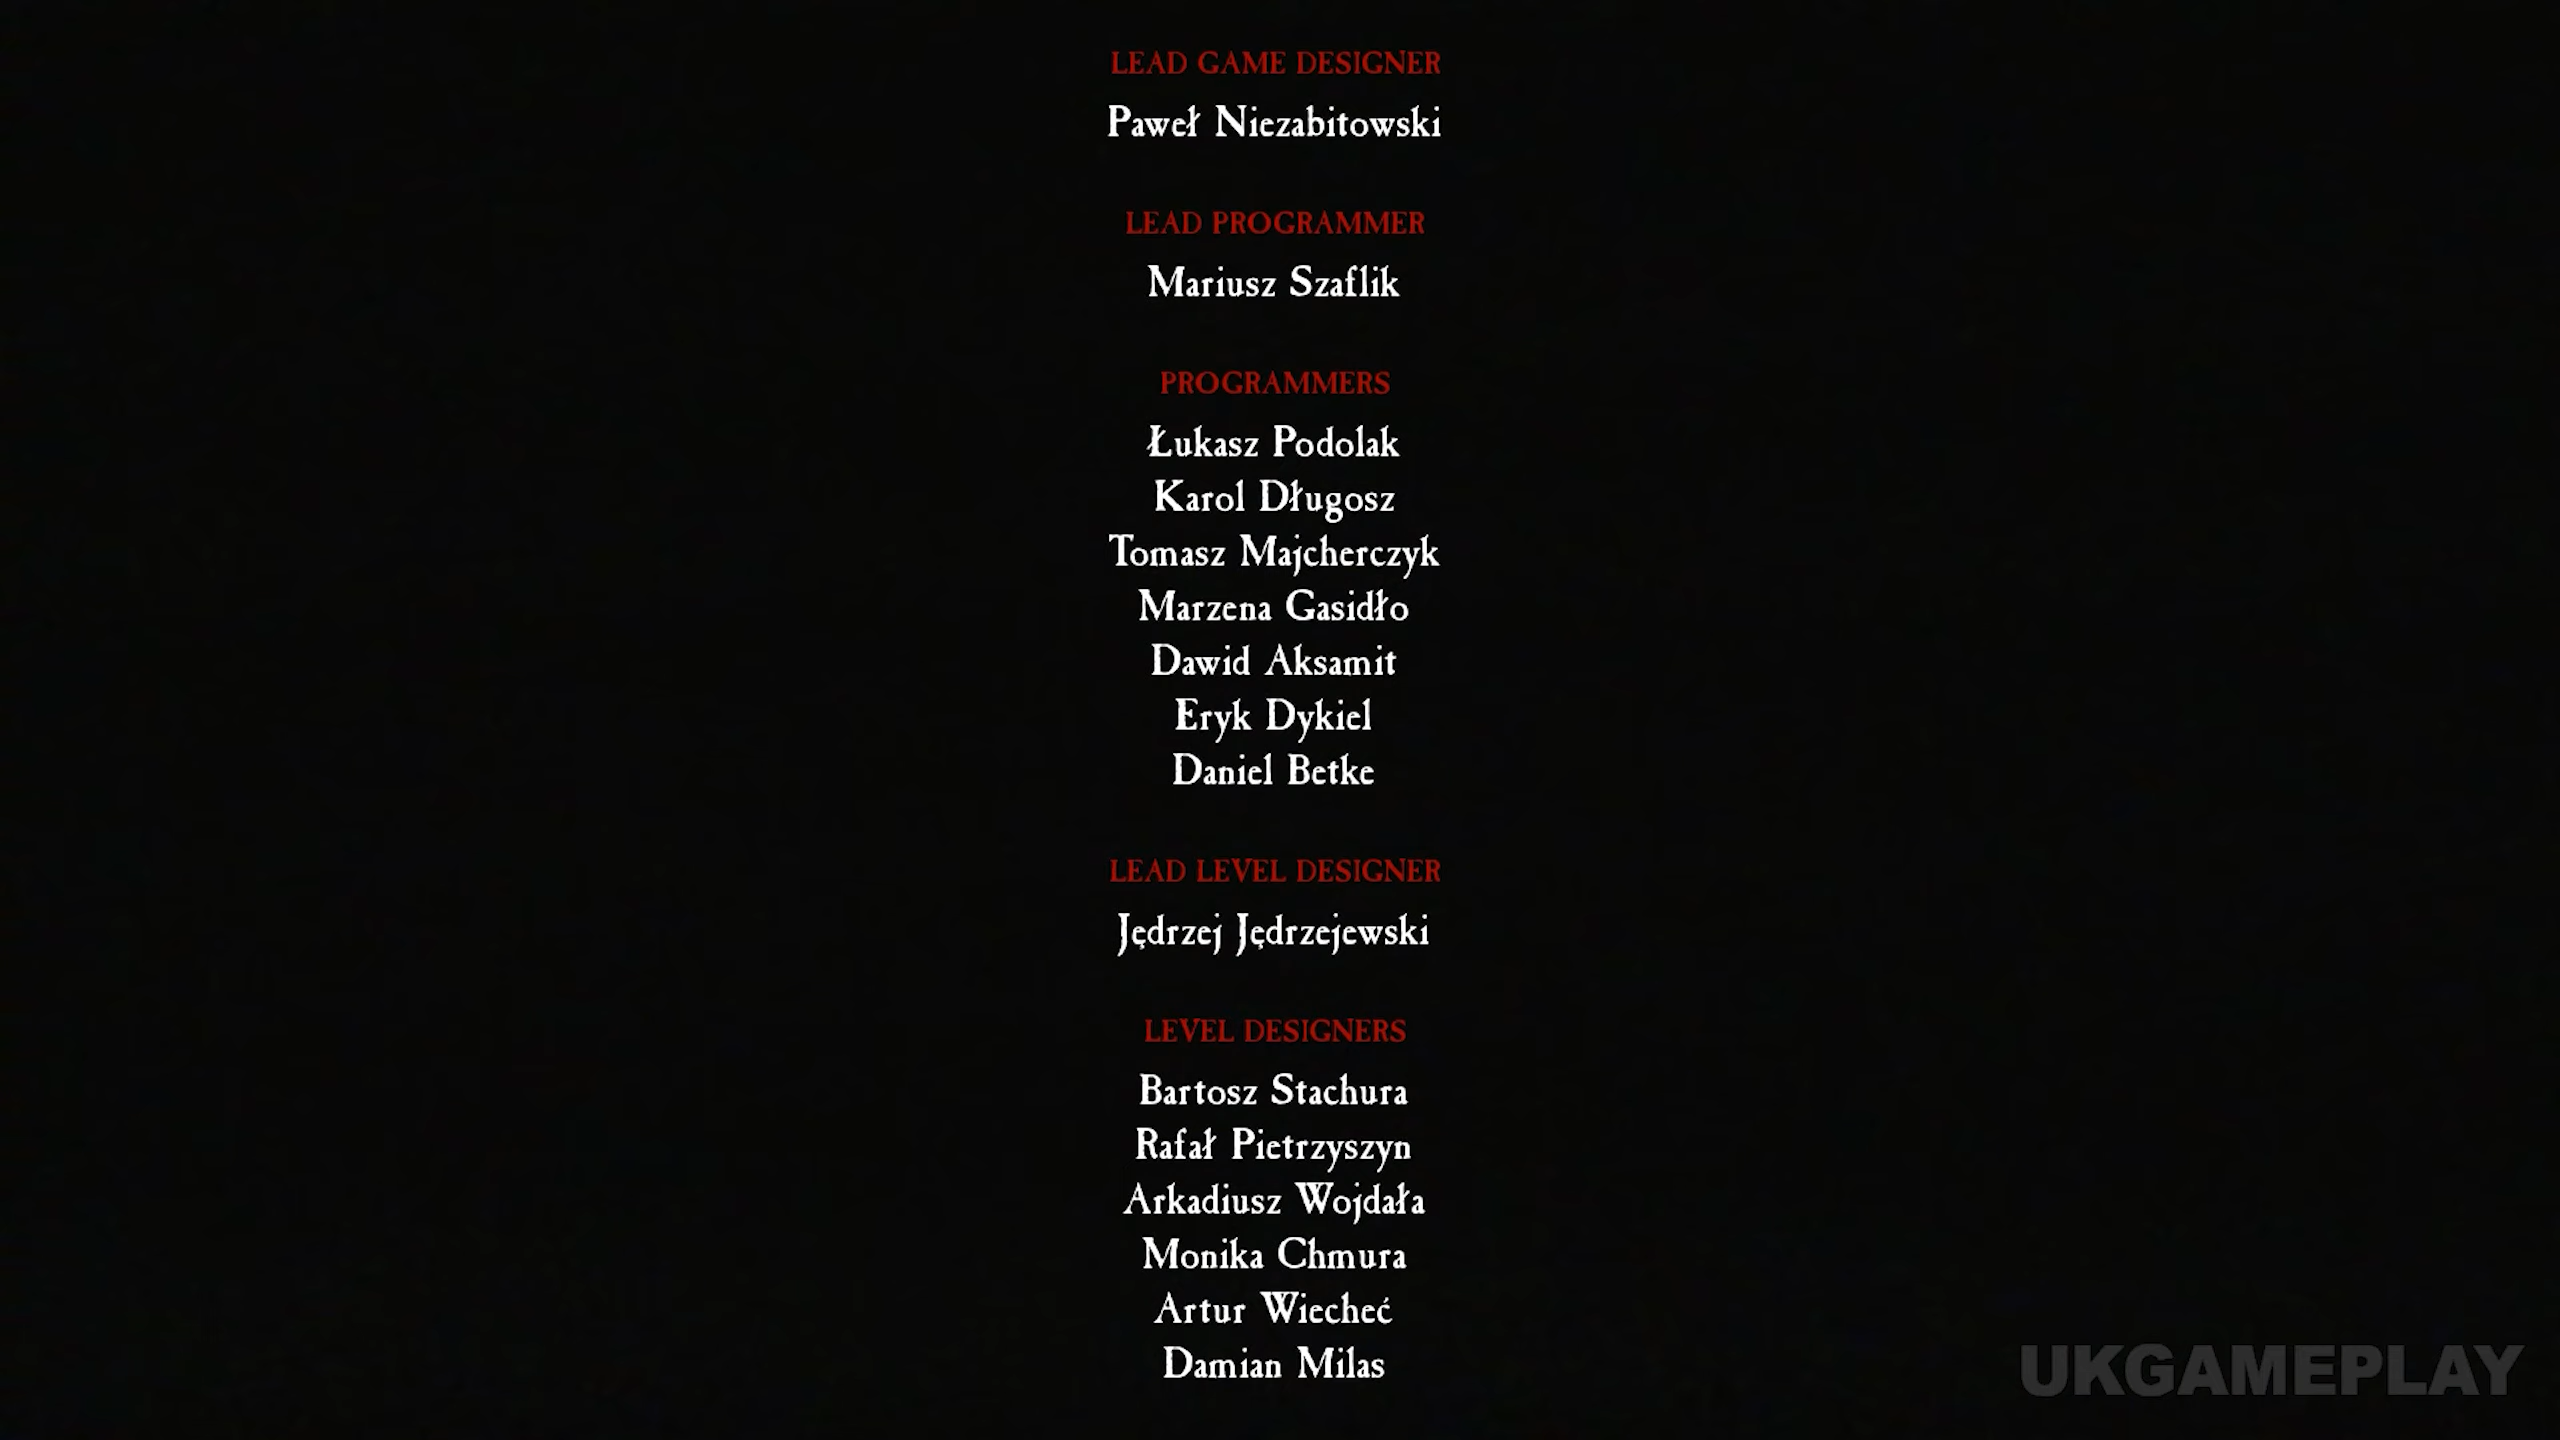 LEAD GAME DESIGNER
Paweł Niezabitowski
LEAD PROGRAMMER
Mariusz Szaflik
PROGRAMMERS
Łukasz Podolak
Karol Długosz
Tomasz Majcherczyk
Marzena Gasidło
Dawid Aksamit
Eryk Dykiel
Daniel Betke
LEAD LEVEL DESIGNER
Jędrzej Jędrzejewski
LEVEL DESIGNERS
Bartosz Stachura
Rafał Pietrzyszyn
Arkadiusz Wojdała
Monika Chmura
Artur Wiecheć
Damian Milas
UKGAMEPLAY